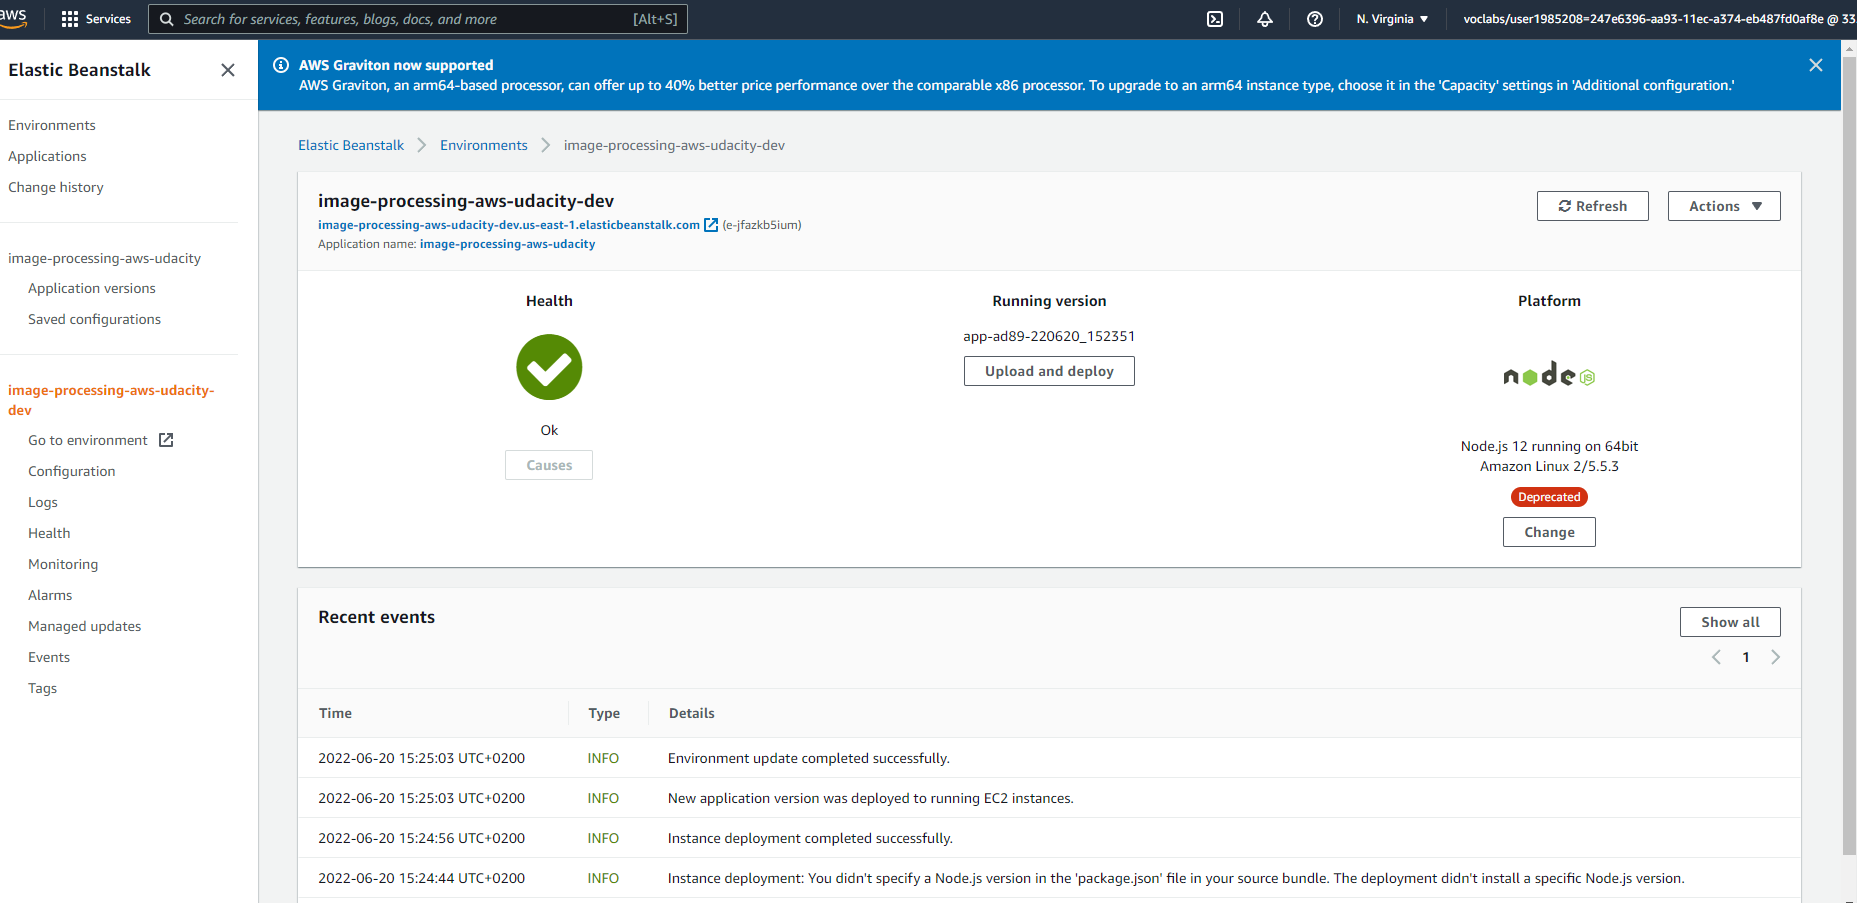 aws
Services
Search for services, features, blogs, docs, and more [Alt+S]
N. Virginia
voclabs/user1985208=247e6396-aa93-11ec-a374-eb487fd0af8e @ 33
Elastic Beanstalk
Environments
Applications
Change history
image-processing-aws-udacity
Application versions
Saved configurations
image-processing-aws-udacity-
dev
Go to environment
Configuration
Logs
Health
Monitoring
Alarms
Managed updates
Events
Tags
AWS Graviton now supported
AWS Graviton, an arm64-based processor, can offer up to 40% better price performance over the comparable x86 processor. To upgrade to an arm64 instance type, choose it in the 'Capacity' settings in 'Additional configuration.'
Elastic Beanstalk Environments image-processing-aws-udacity-dev
image-processing-aws-udacity-dev
image-processing-aws-udacity-dev.us-east-1.elasticbeanstalk.com (e-jfazkb5ium)
Application name: image-processing-aws-udacity
Refresh
Actions
Health
Ok
Causes
Running version
app-ad89-220620_152351
Upload and deploy
Platform
node JS
Node.js 12 running on 64bit
Amazon Linux 2/5.5.3
Deprecated
Change
Recent events
Show all
1
Time Type Details
2022-06-20 15:25:03 UTC+0200 INFO Environment update completed successfully.
2022-06-20 15:25:03 UTC+0200 INFO New application version was deployed to running EC2 instances.
2022-06-20 15:24:56 UTC+0200 INFO Instance deployment completed successfully.
2022-06-20 15:24:44 UTC+0200 INFO Instance deployment: You didn't specify a Node.js version in the 'package.json' file in your source bundle. The deployment didn't install a specific Node.js version.